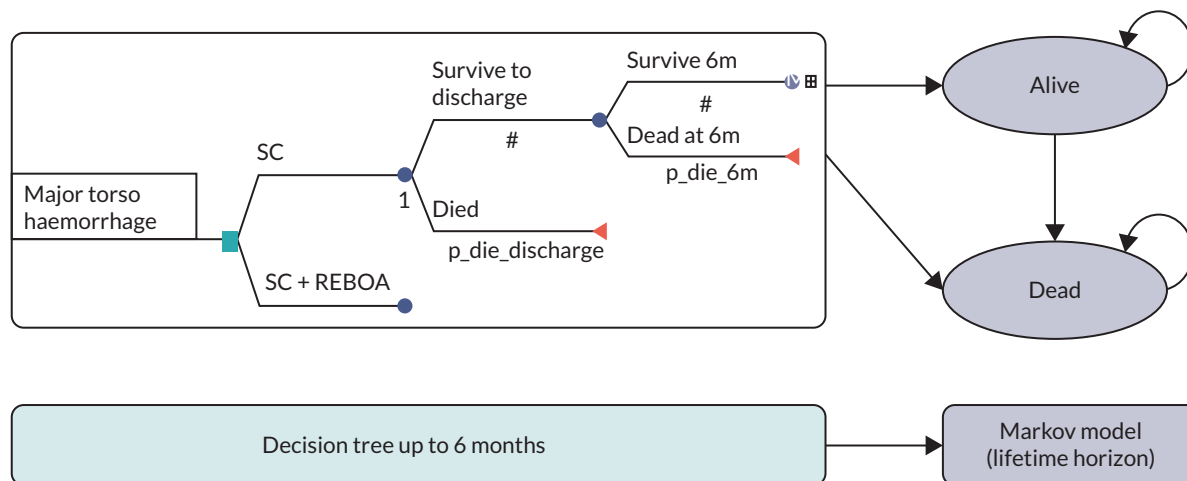 Major torso
haemorrhage
SC
SC + REBOA
1
Survive to
discharge
#
Died
p_die_discharge
Survive 6m
#
Dead at 6m
p_die_6m
Alive
Dead
Decision tree up to 6 months
Markov model
(lifetime horizon)